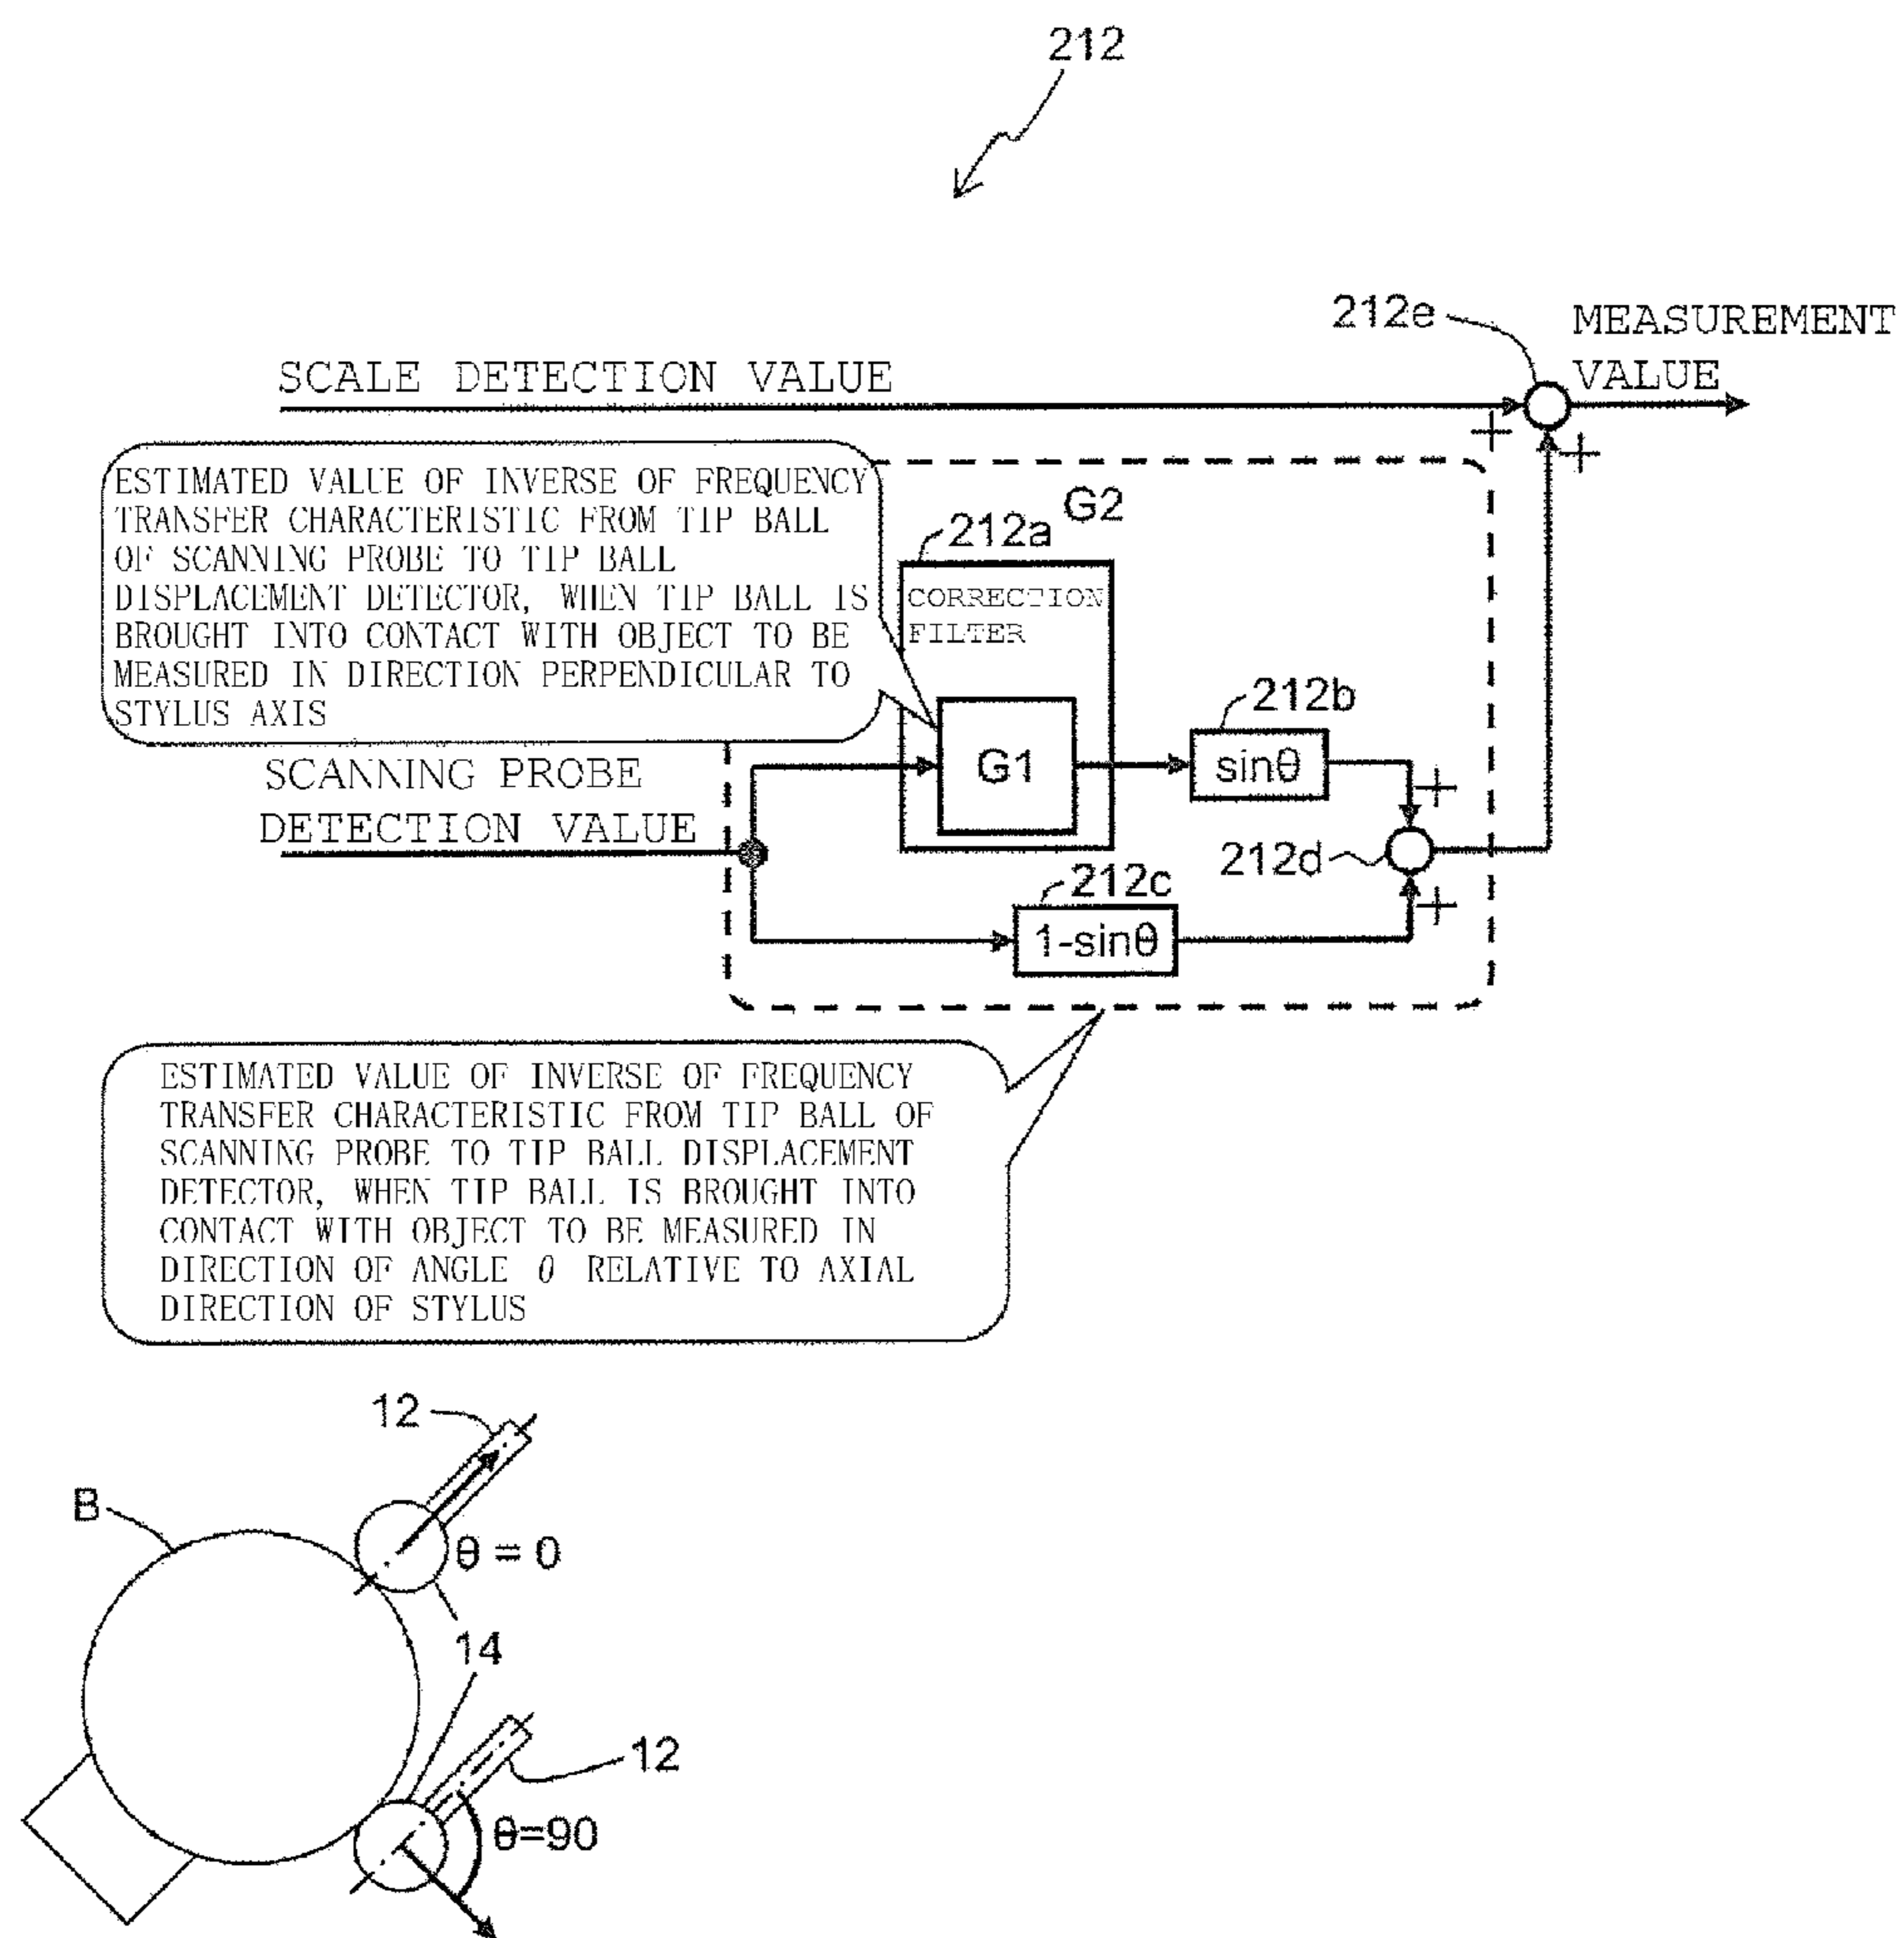 212
212e
MEASUREMENT
VALUE
SCALE DETECTION VALUE
+
+
ESTIMATED VALUE OF INVERSE OF FREQUENCY
TRANSFER CHARACTERISTIC FROM TIP BALL
OF SCANNING PROBE TO TIP BALL
DISPLACEMENT DETECTOR, WHEN TIP BALL IS
BROUGHT INTO CONTACT WITH OBJECT TO BE
MEASURED IN DIRECTION PERPENDICULAR TO
STYLUS AXIS
G2
212a
CORRECTION
FILTER
G1
212b
sinθ
SCANNING PROBE
DETECTION VALUE
+
212d
+
212c
1-sinθ
ESTIMATED VALUE OF INVERSE OF FREQUENCY
TRANSFER CHARACTERISTIC FROM TIP BALL OF
SCANNING PROBE TO TIP BALL DISPLACEMENT
DETECTOR, WHEN TIP BALL IS BROUGHT INTO
CONTACT WITH OBJECT TO BE MEASURED IN
DIRECTION OF ANGLE θ RELATIVE TO AXIAL
DIRECTION OF STYLUS
12
B
θ = 0
14
12
θ=90